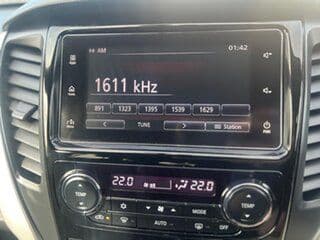 AM 01:42
1611 kHz
891 1323 1395 1539 1629
TUNE Station
22.0 22.0
TEMP MODE TEMP
AUTO